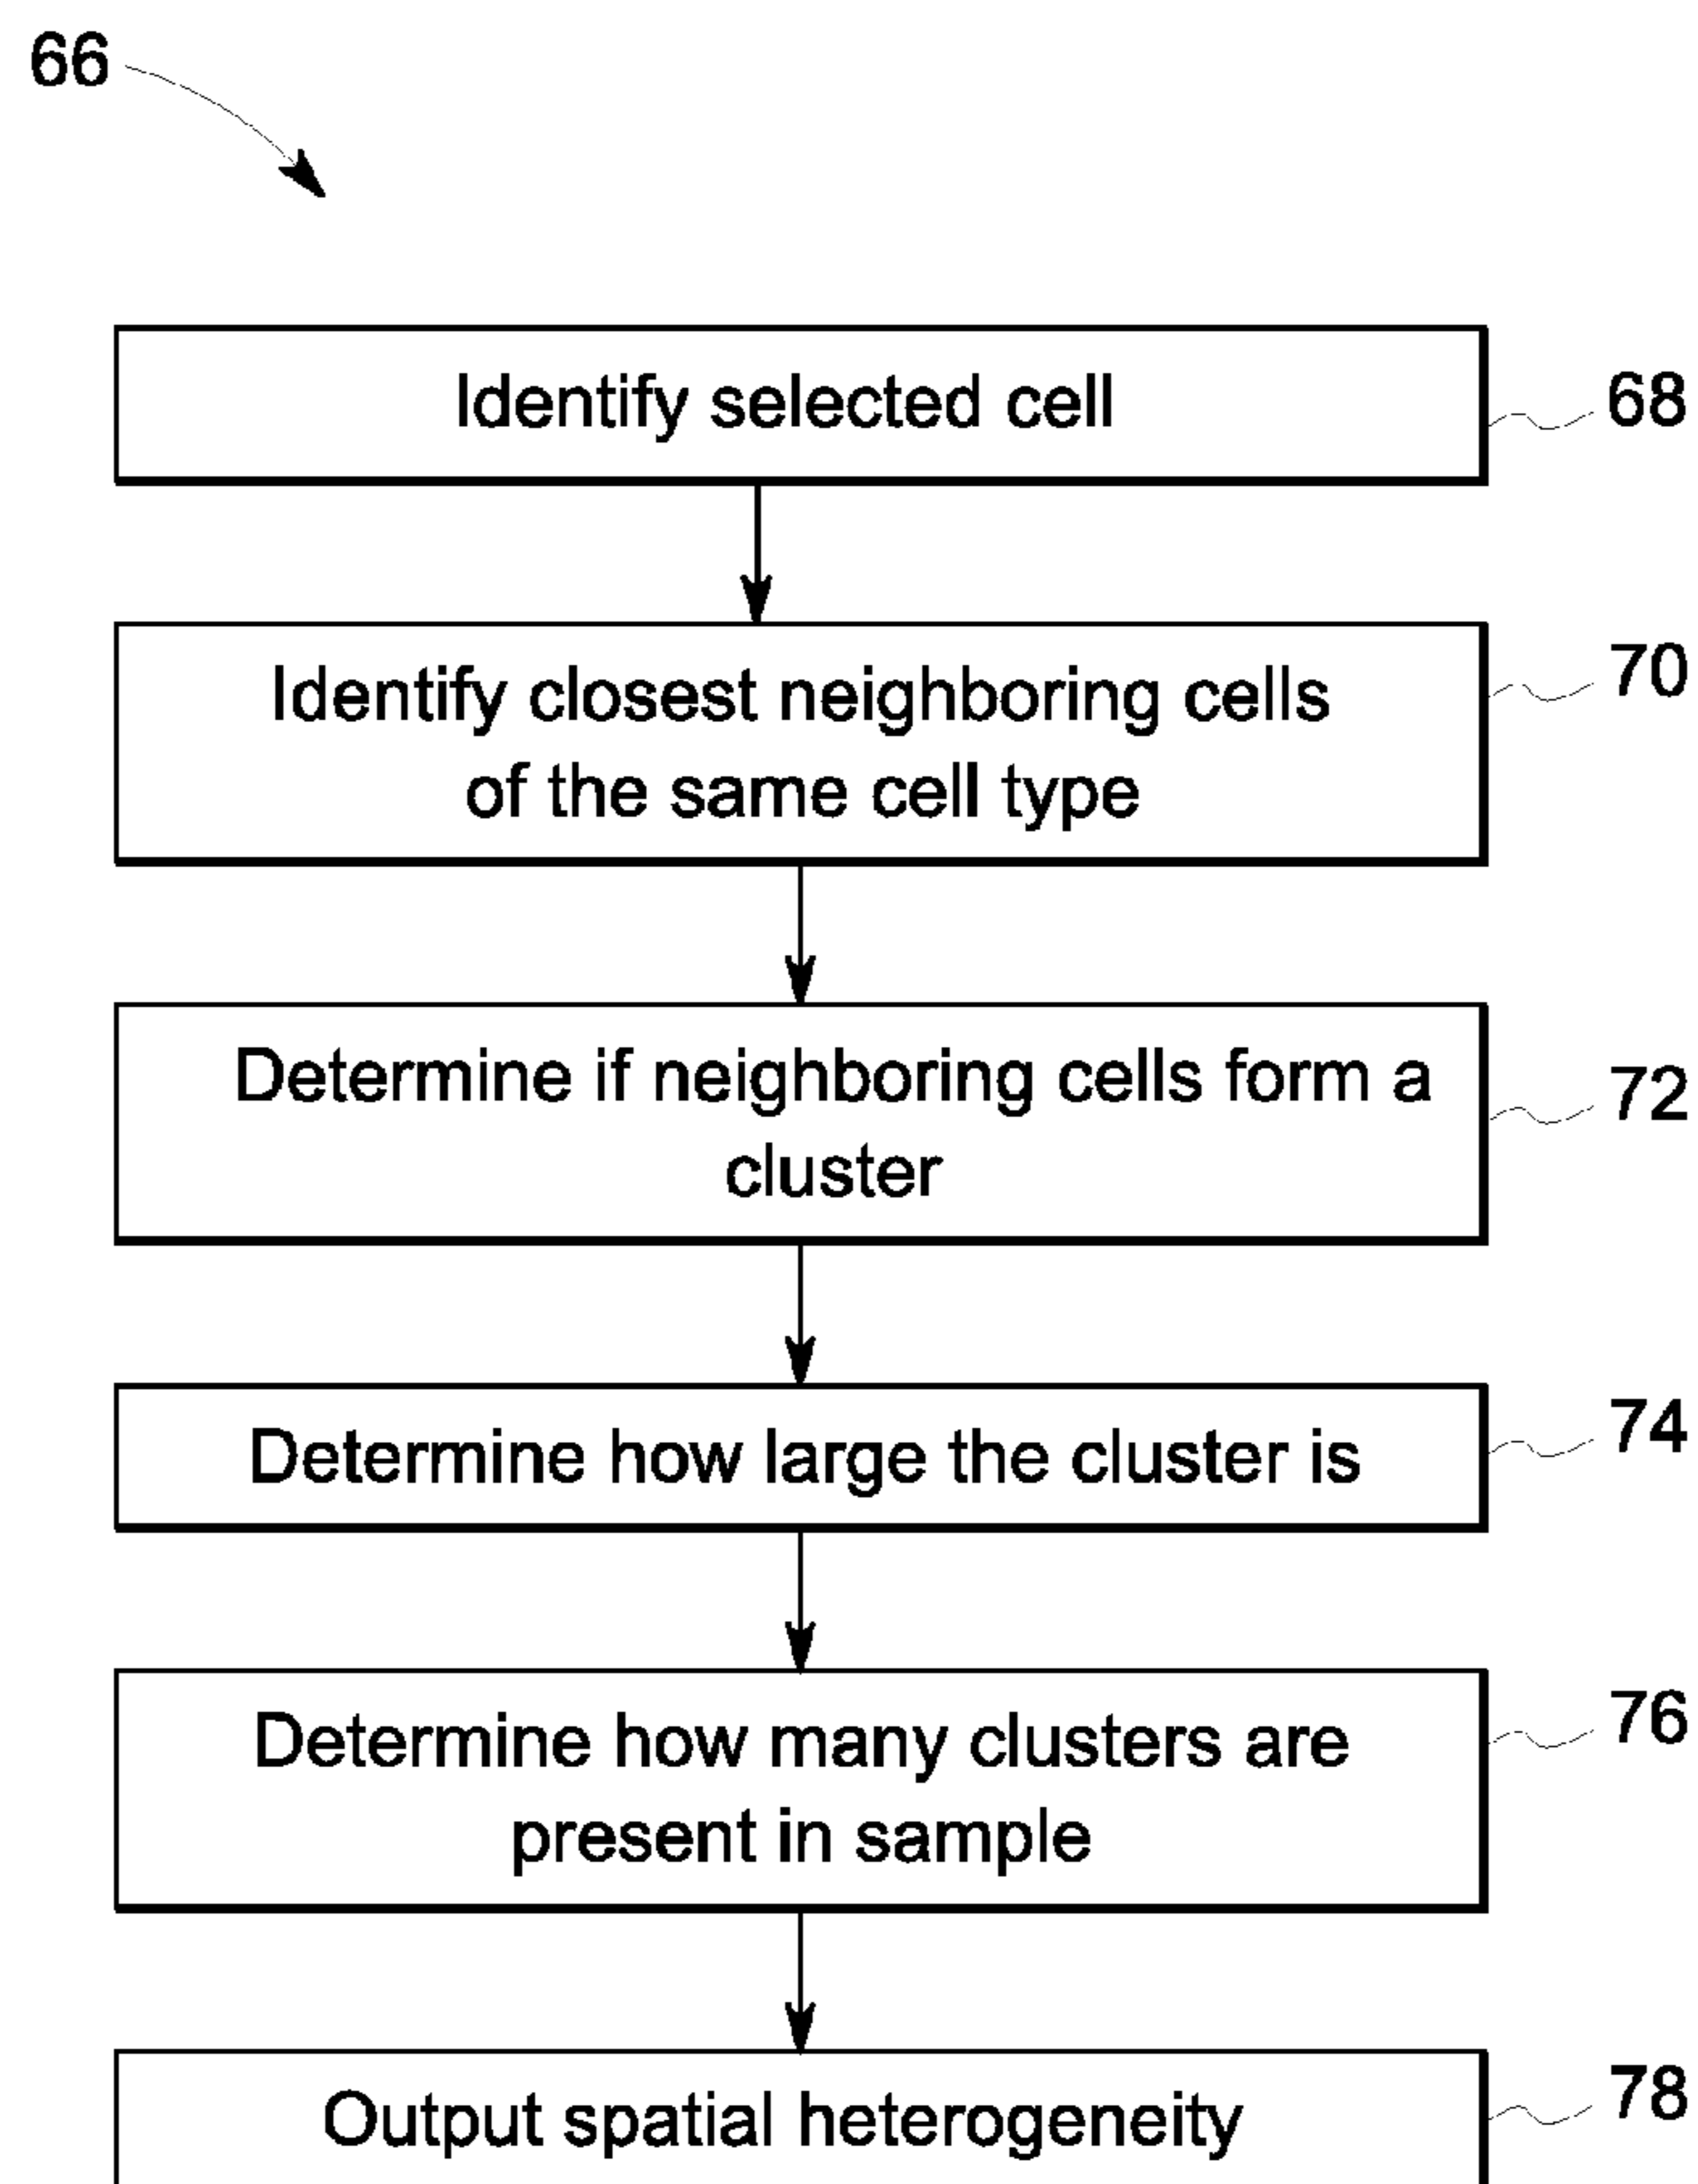 66
Identify selected cell
68
Identify closest neighboring cells
of the same cell type
70
Determine if neighboring cells form a
cluster
72
Determine how large the cluster is
74
Determine how many clusters are
present in sample
76
Output spatial heterogeneity
78